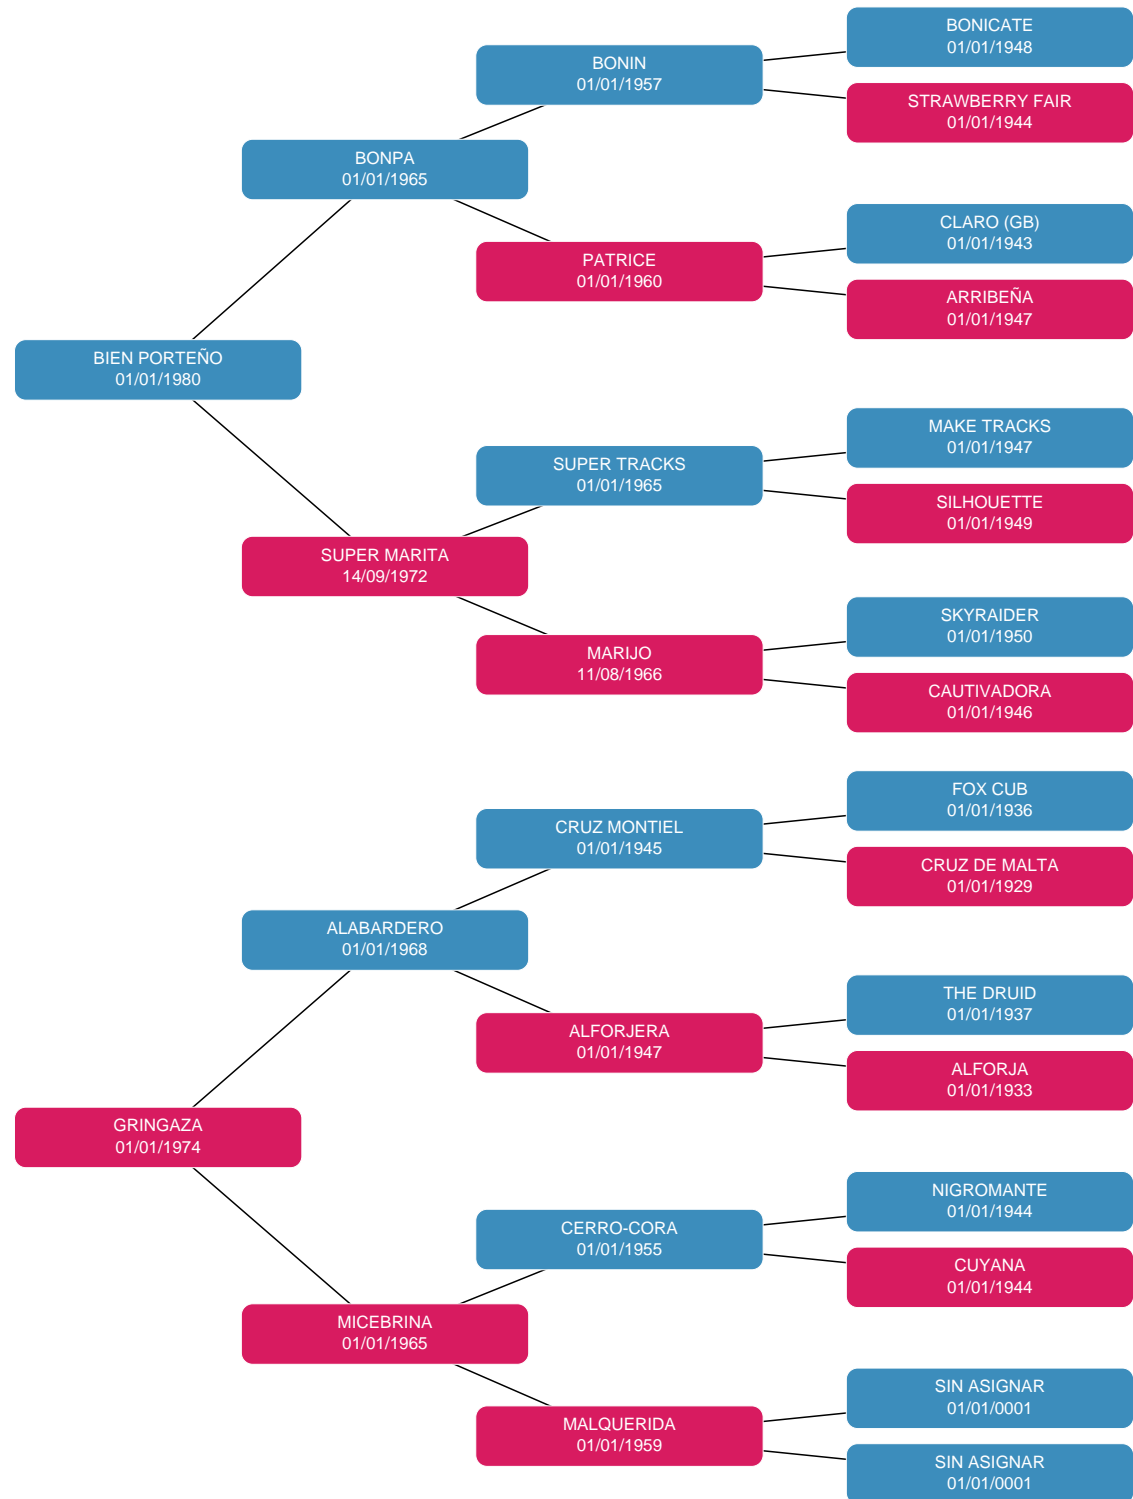 BONICATE
01/01/1948
BONIN
01/01/1957
STRAWBERRY FAIR
01/01/1944
BONPA
01/01/1965
CLARO (GB)
01/01/1943
PATRICE
01/01/1960
ARRIBEÑA
01/01/1947
BIEN PORTEÑO
01/01/1980
MAKE TRACKS
01/01/1947
SUPER TRACKS
01/01/1965
SILHOUETTE
01/01/1949
SUPER MARITA
14/09/1972
SKYRAIDER
01/01/1950
MARIJO
11/08/1966
CAUTIVADORA
01/01/1946
FOX CUB
01/01/1936
CRUZ MONTIEL
01/01/1945
CRUZ DE MALTA
01/01/1929
ALABARDERO
01/01/1968
THE DRUID
01/01/1937
ALFORJERA
01/01/1947
ALFORJA
01/01/1933
GRINGAZA
01/01/1974
NIGROMANTE
01/01/1944
CERRO-CORA
01/01/1955
CUYANA
01/01/1944
MICEBRINA
01/01/1965
SIN ASIGNAR
01/01/0001
MALQUERIDA
01/01/1959
SIN ASIGNAR
01/01/0001